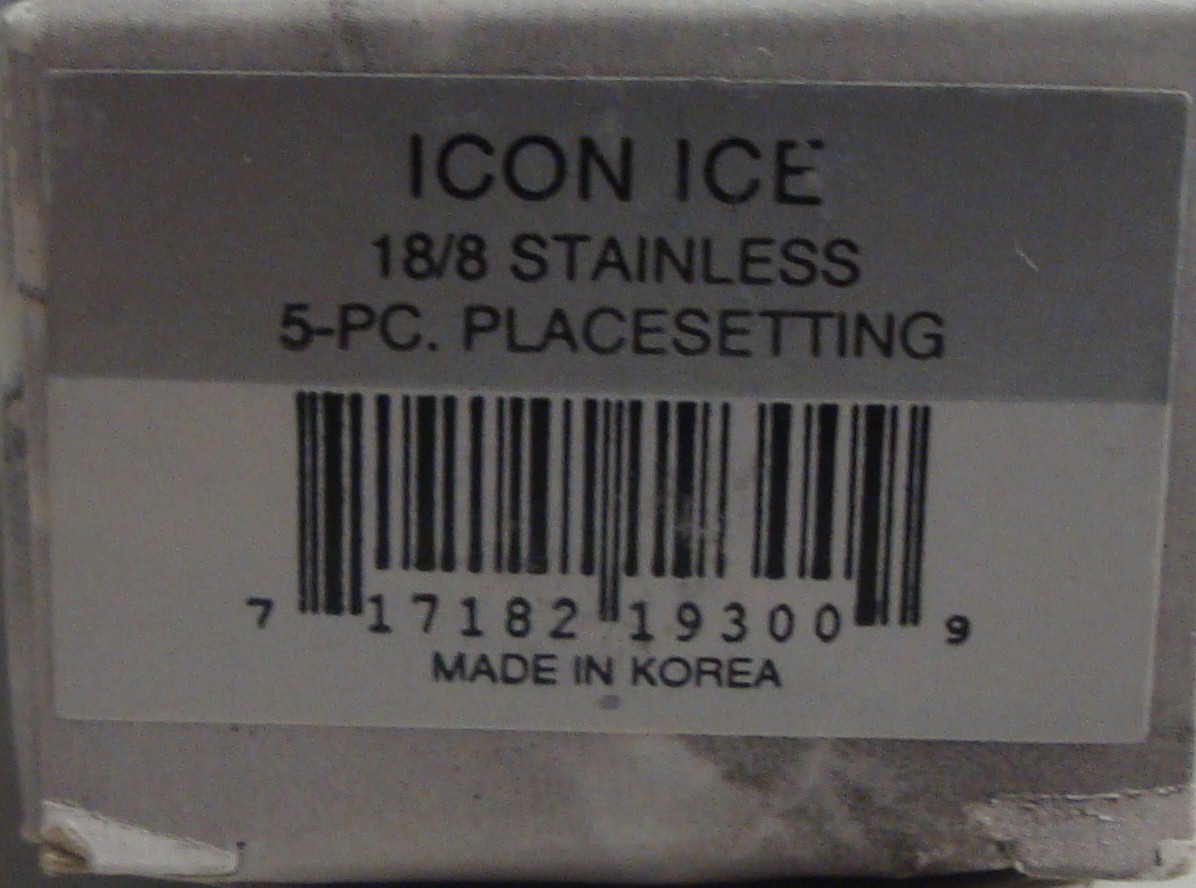 ICON ICE
18/8 STAINLESS
5-PC. PLACESETTING
7 17182 19300 9
MADE IN KOREA